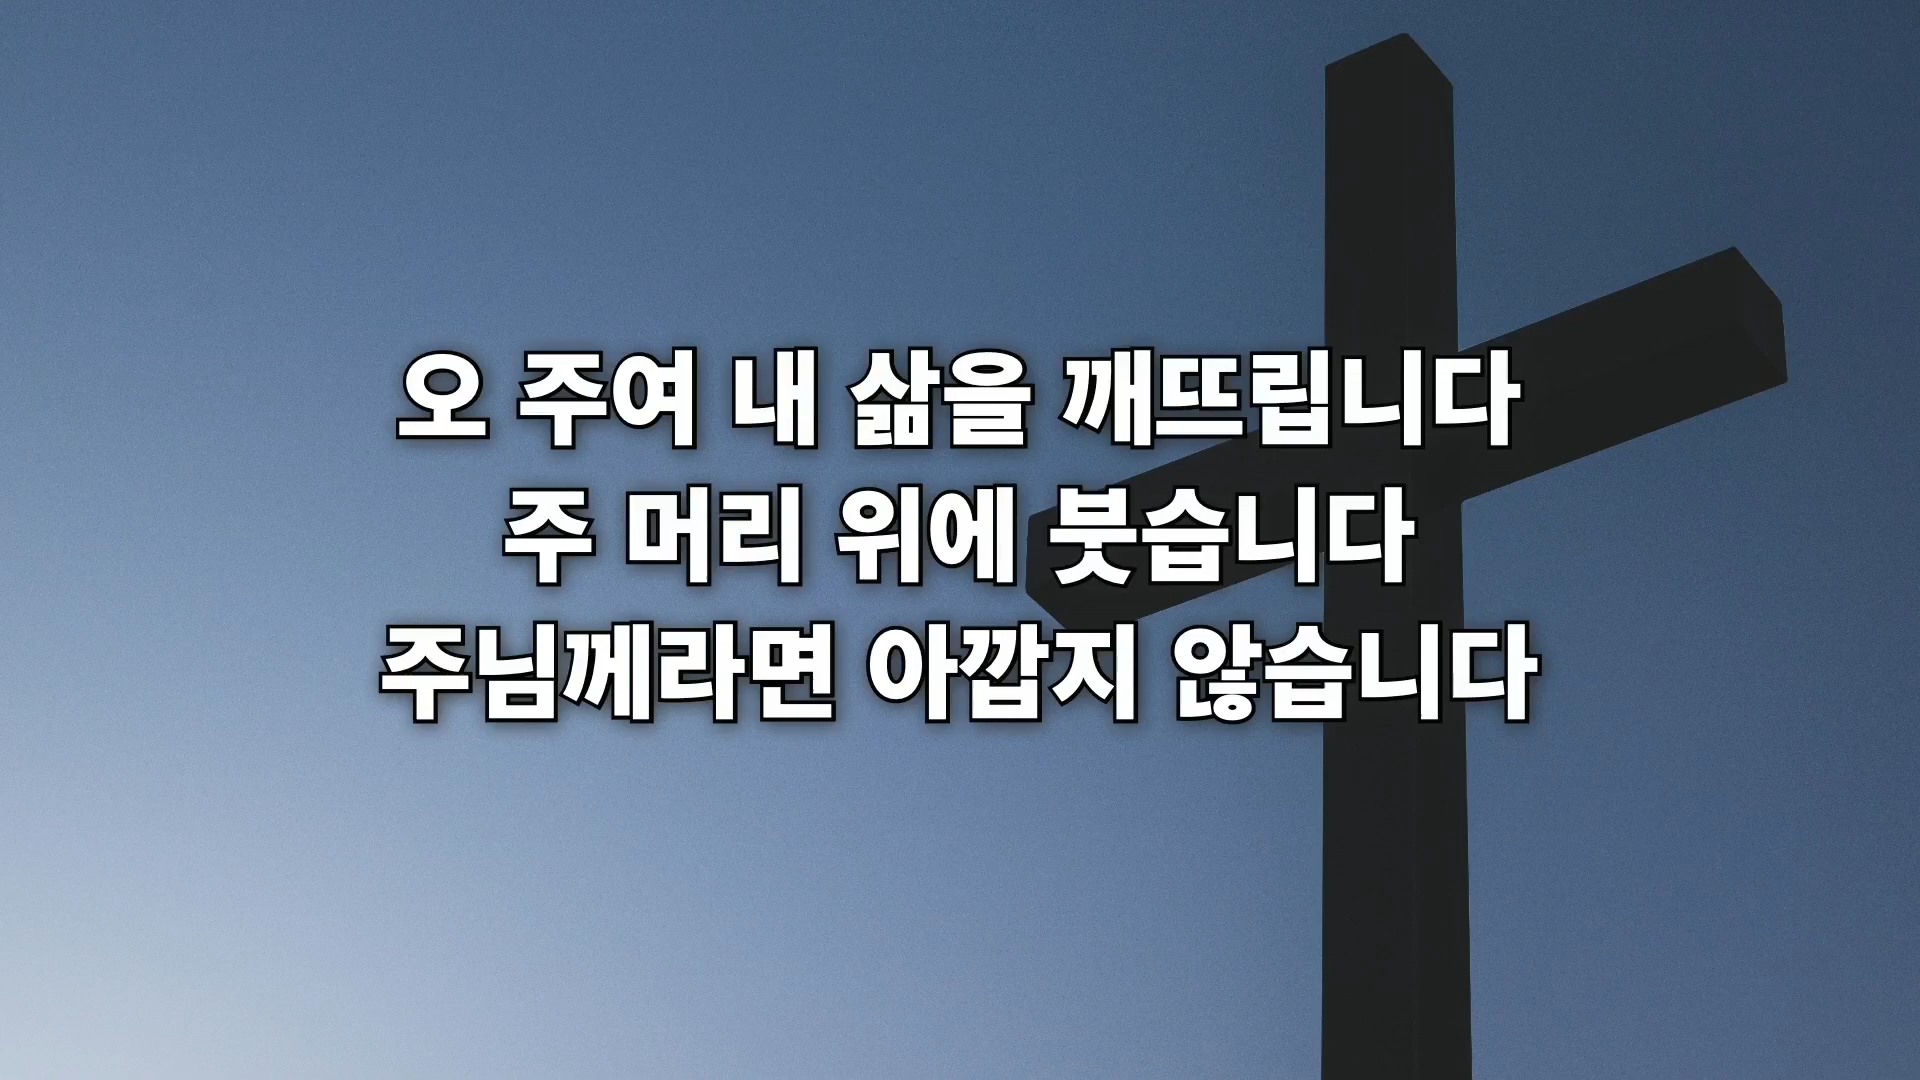 오 주여 내 삶을 깨뜨립니다
주 머리 위에 붓습니다
주님께라면 아깝지 않습니다